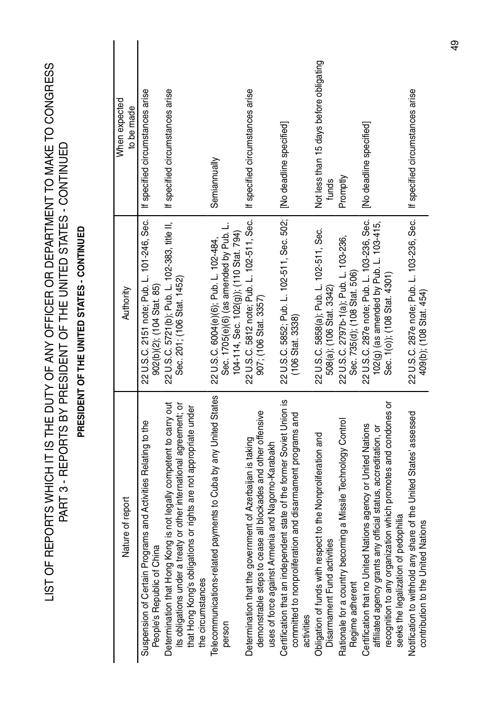 LIST OF REPORTS WHICH IT IS THE DUTY OF ANY OFFICER OR DEPARTMENT TO MAKE TO CONGRESS
PART 3 - REPORTS BY PRESIDENT OF THE UNITED STATES - CONTINUED
PRESIDENT OF THE UNITED STATES - CONTINUED
Nature of report
Authority
When expected
to be made
Suspension of Certain Programs and Activities Relating to the
People's Republic of China
22 U.S.C. 2151 note; Pub. L. 101-246, Sec.
902(b)(2); (104 Stat. 85)
If specified circumstances arise
Determination that Hong Kong is not legally competent to carry out
its obligations under a treaty or other international agreement; or
that Hong Kong's obligations or rights are not appropriate under
the circumstances
22 U.S.C. 5721(b); Pub. L. 102-383, title II,
Sec. 201; (106 Stat. 1452)
If specified circumstances arise
Telecommunications-related payments to Cuba by any United States
person
22 U.S.C. 6004(e)(6); Pub. L. 102-484,
Sec. 1705(e)(6) (as amended by Pub. L.
104-114, Sec. 102(g)); (110 Stat. 794)
Semiannually
Determination that the government of Azerbaijan is taking
demonstrable steps to cease all blockades and other offensive
uses of force against Armenia and Nagorno-Karabakh
22 U.S.C. 5812 note; Pub. L. 102-511, Sec.
907; (106 Stat. 3357)
If specified circumstances arise
Certification that an independent state of the former Soviet Union is
committed to nonproliferation and disarmament programs and
activities
22 U.S.C. 5852; Pub. L. 102-511, Sec. 502;
(106 Stat. 3338)
[No deadline specified]
Obligation of funds with respect to the Nonproliferation and
Disarmament Fund activities
22 U.S.C. 5858(a); Pub. L. 102-511, Sec.
508(a); (106 Stat. 3342)
Not less than 15 days before obligating
funds
Rationale for a country becoming a Missile Technology Control
Regime adherent
22 U.S.C. 2797b-1(a); Pub. L. 103-236,
Sec. 735(d); (108 Stat. 506)
Promptly
Certification that no United Nations agency or United Nations
affiliated agency grants any official status, accreditation, or
recognition to any organization which promotes and condones or
seeks the legalization of pedophilia
22 U.S.C. 287e note; Pub. L. 103-236, Sec.
102(g) (as amended by Pub. L. 103-415,
Sec. 1(o)); (108 Stat. 4301)
[No deadline specified]
Notification to withhold any share of the United States' assessed
contribution to the United Nations
22 U.S.C. 287e note; Pub. L. 103-236, Sec.
409(b); (108 Stat. 454)
If specified circumstances arise
49